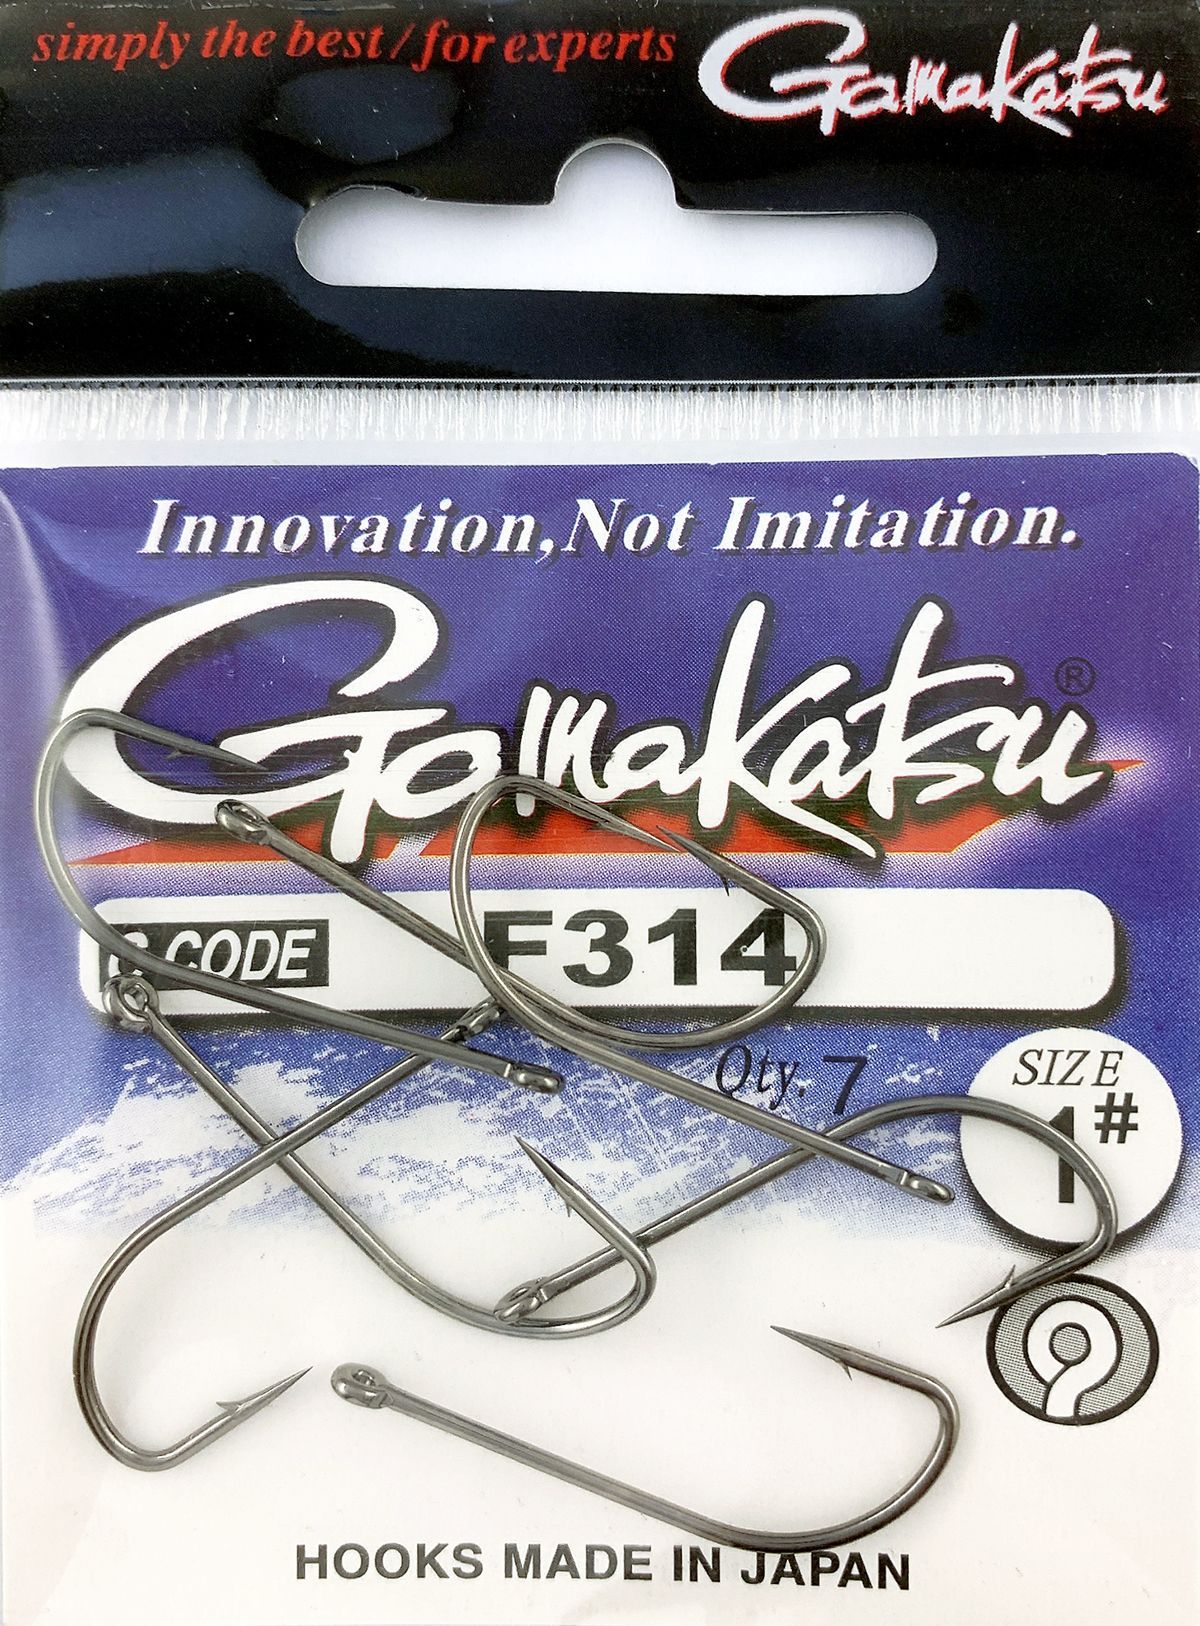 simply the best/for experts
Gamakatsu
Innovation, Not Imitation.
Gamakatsu®
C CODE F314
Qty. 7
SIZE
1#
HOOKS MADE IN JAPAN